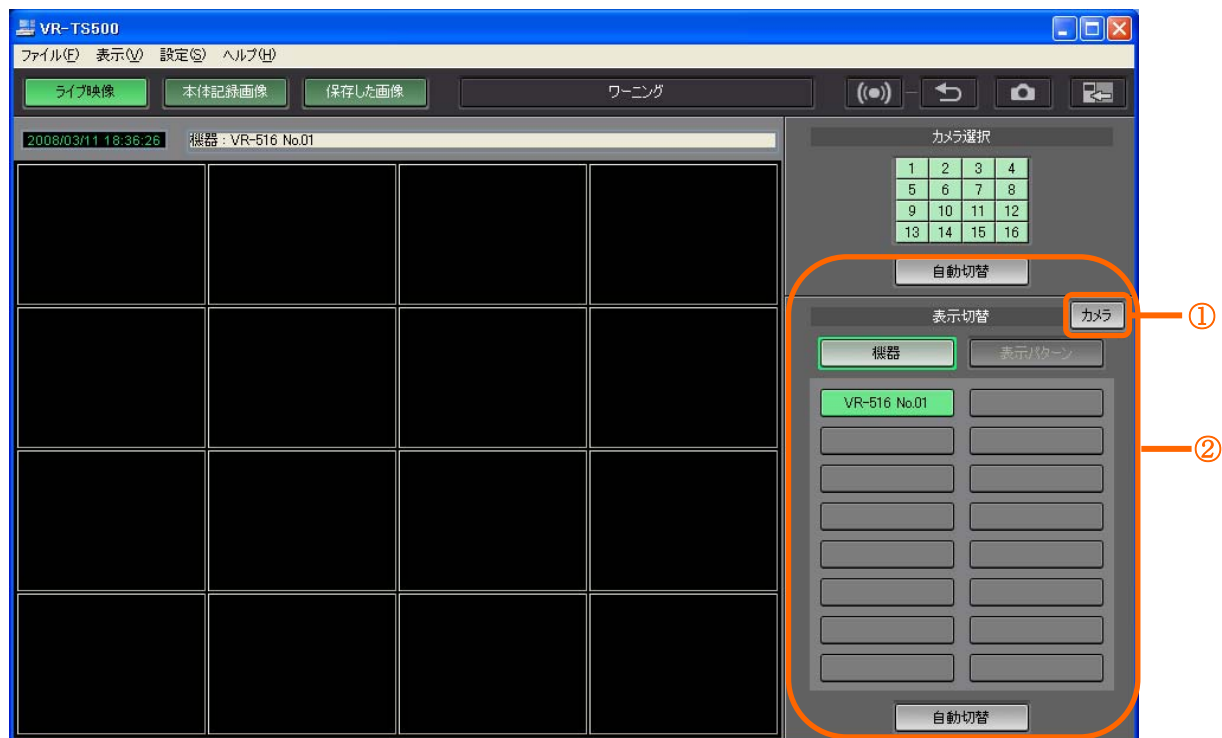 VR-TS500
ファイル(F) 表示(V) 設定(S) ヘルプ(H)
ライブ映像 本体記録画像 保存した画像 ワーニング
2008/03/11 18:36:26 機器 : VR-516 No.01
カメラ選択
1 2 3 4
5 6 7 8
9 10 11 12
13 14 15 16
自動切替
表示切替 カメラ ①
機器 表示パターン
VR-516 No.01
②
自動切替